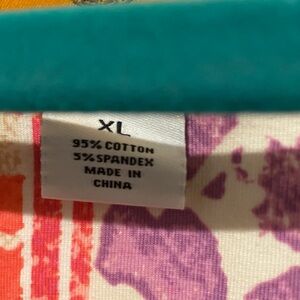 XL
95% COTTON
5% SPANDEX
MADE IN
CHINA